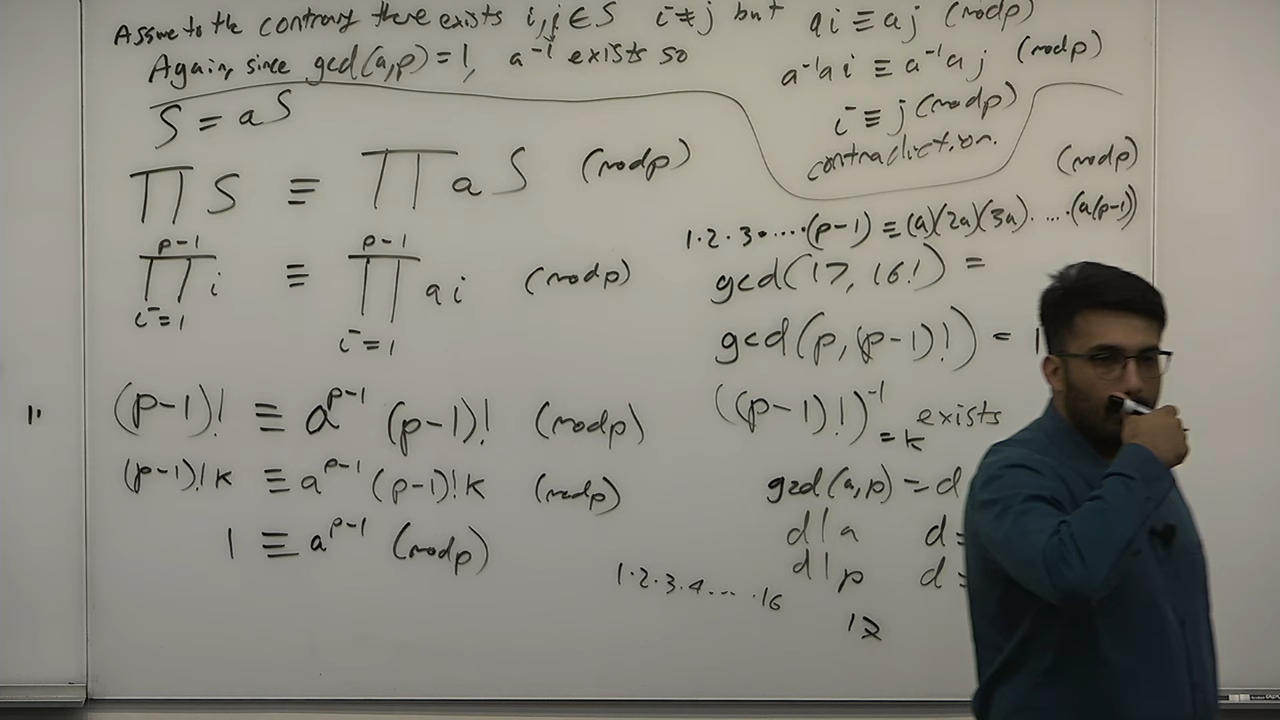 Assume to the contrary there exists i, j ∈ S i ≠ j but ai ≡ aj (mod p)
Again, since gcd(a,p) = 1, a⁻¹ exists so
a⁻¹ai ≡ a⁻¹aj (mod p)
i ≡ j (mod p)
contradiction.
S = aS
∏ S ≡ ∏ aS (mod p)
∏_{i=1}^{p-1} i ≡ ∏_{i=1}^{p-1} ai (mod p)
(p-1)! ≡ a^{p-1} (p-1)! (mod p)
(p-1)! k ≡ a^{p-1} (p-1)! k (mod p)
1 ≡ a^{p-1} (mod p)
(mod p)
1·2·3·····(p-1) ≡ (a)(2a)(3a)·....·(a(p-1))
gcd(17, 16!) =
gcd(p, (p-1)!) = 1
((p-1)!)⁻¹ exists
= k
gcd(a,p) = d
d | a d =
d | p d =
1·2·3·4·...·16
17